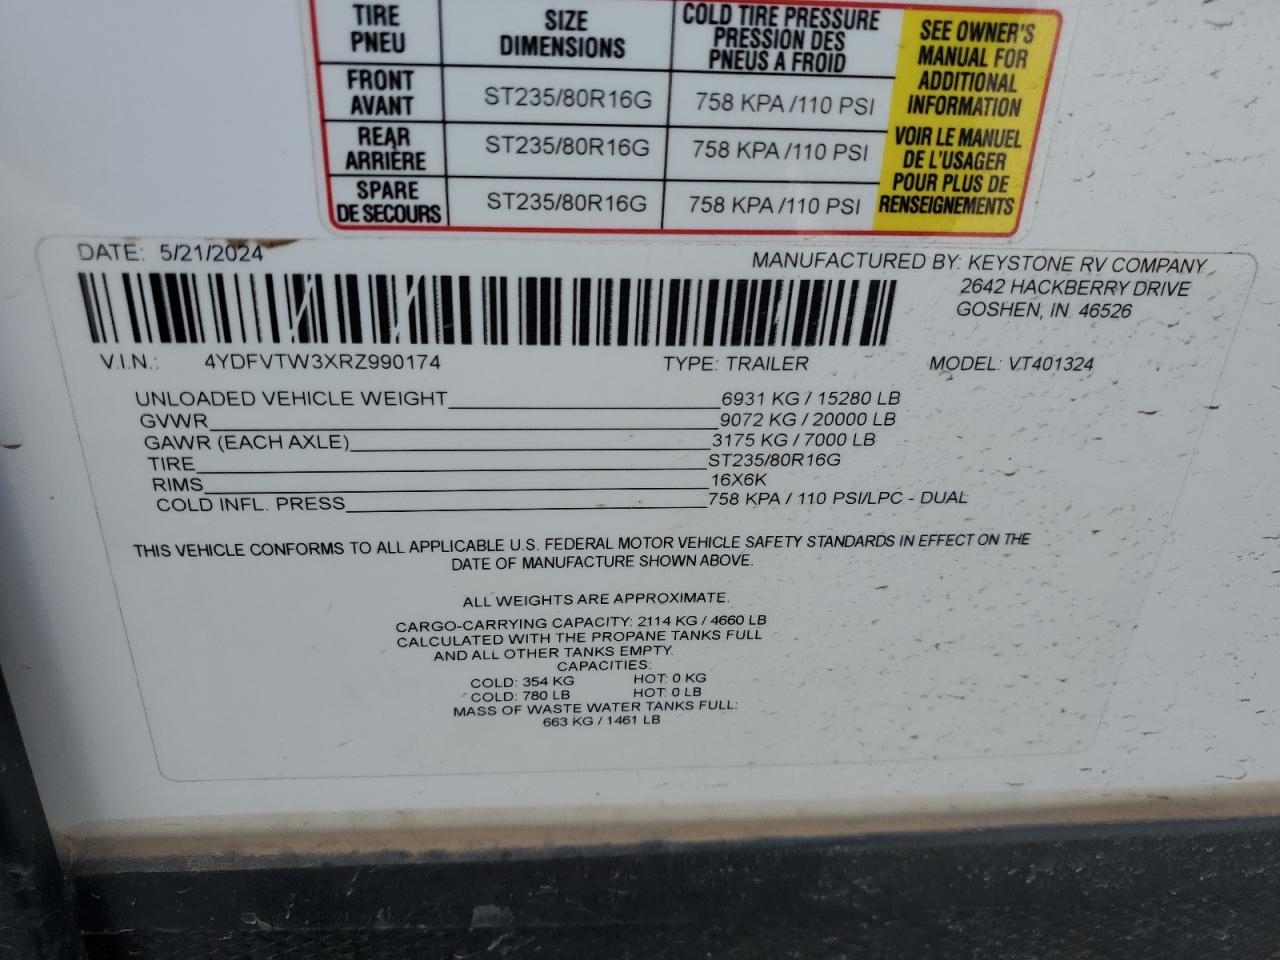 TIRE PNEU SIZE DIMENSIONS COLD TIRE PRESSURE PRESSION DES PNEUS A FROID
FRONT AVANT ST235/80R16G 758 KPA /110 PSI
REAR ARRIÈRE ST235/80R16G 758 KPA /110 PSI
SPARE DE SECOURS ST235/80R16G 758 KPA /110 PSI
SEE OWNER'S
MANUAL FOR
ADDITIONAL
INFORMATION
VOIR LE MANUEL
DE L'USAGER
POUR PLUS DE
RENSEIGNEMENTS
DATE: 5/21/2024
MANUFACTURED BY: KEYSTONE RV COMPANY
2642 HACKBERRY DRIVE
GOSHEN, IN 46526
V.I.N.: 4YDFVTW3XRZ990174 TYPE: TRAILER MODEL: VT401324
UNLOADED VEHICLE WEIGHT 6931 KG / 15280 LB
GVWR 9072 KG / 20000 LB
GAWR (EACH AXLE) 3175 KG / 7000 LB
TIRE ST235/80R16G
RIMS 16X6K
COLD INFL. PRESS 758 KPA / 110 PSI/LPC - DUAL
THIS VEHICLE CONFORMS TO ALL APPLICABLE U.S. FEDERAL MOTOR VEHICLE SAFETY STANDARDS IN EFFECT ON THE
DATE OF MANUFACTURE SHOWN ABOVE.
ALL WEIGHTS ARE APPROXIMATE.
CARGO-CARRYING CAPACITY: 2114 KG / 4660 LB
CALCULATED WITH THE PROPANE TANKS FULL
AND ALL OTHER TANKS EMPTY.
CAPACITIES:
COLD: 354 KG HOT: 0 KG
COLD: 780 LB HOT: 0 LB
MASS OF WASTE WATER TANKS FULL:
663 KG / 1461 LB